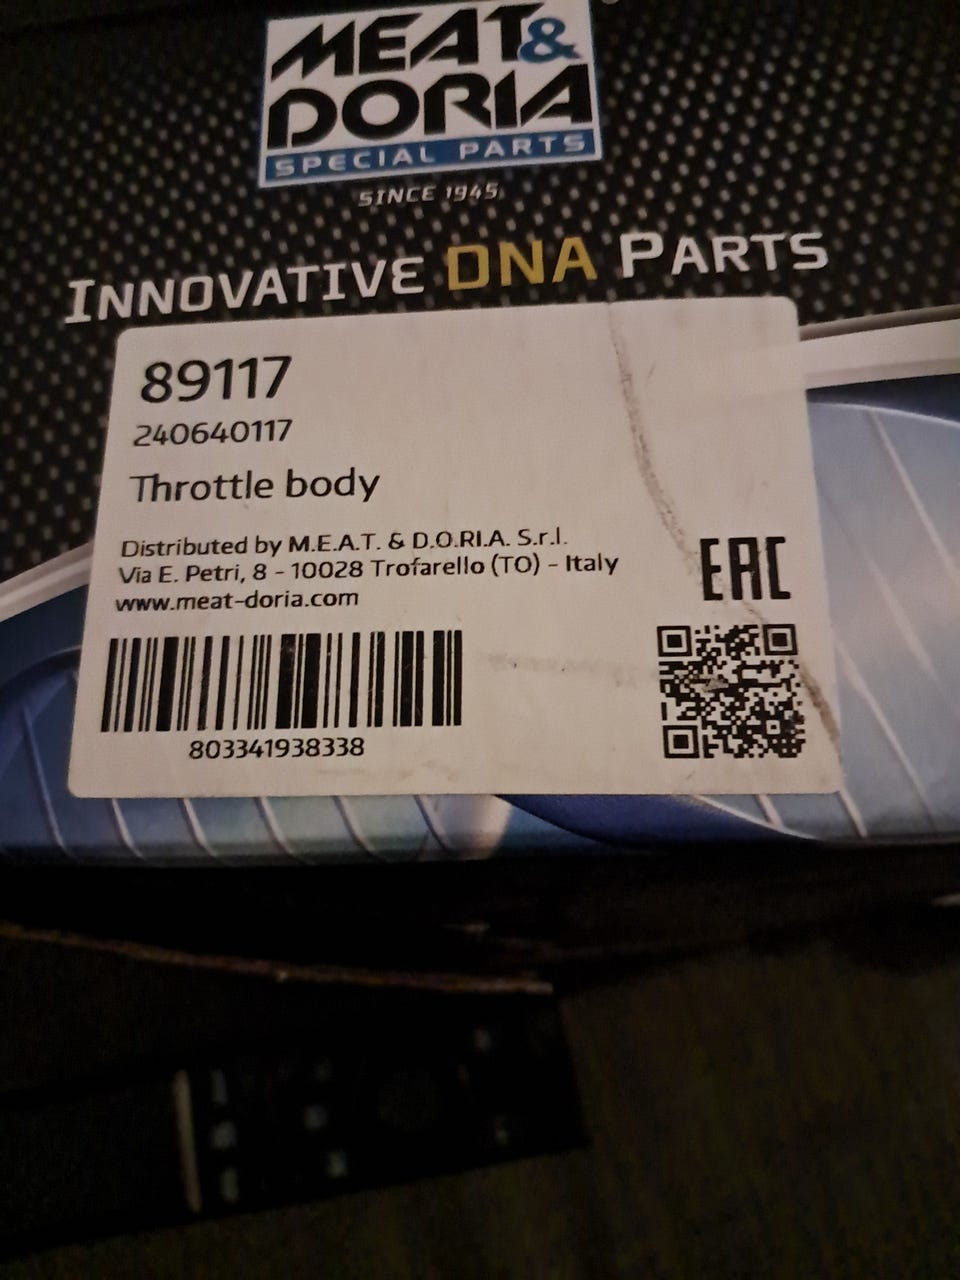 MEAT&
DORIA
SPECIAL PARTS
SINCE 1945
INNOVATIVE DNA PARTS
89117
240640117
Throttle body
Distributed by M.E.A.T. & D.O.RI.A. S.r.l.
Via E. Petri, 8 - 10028 Trofarello (TO) - Italy
www.meat-doria.com
EAC
803341938338